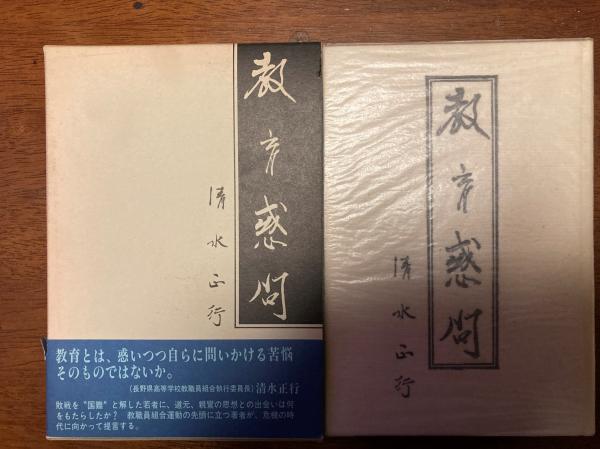 教育惑問
清水正行
教育とは、惑いつつ自らに問いかける苦悩
そのものではないか。
(長野県高等学校教職員組合執行委員長)清水正行
敗戦を"国難"と解した若者に、道元、親鸞の思想との出会いは何
をもたらしたか? 教職員組合運動の先頭に立つ著者が、危機の時
代に向かって提言する。
教育惑問
清水正行